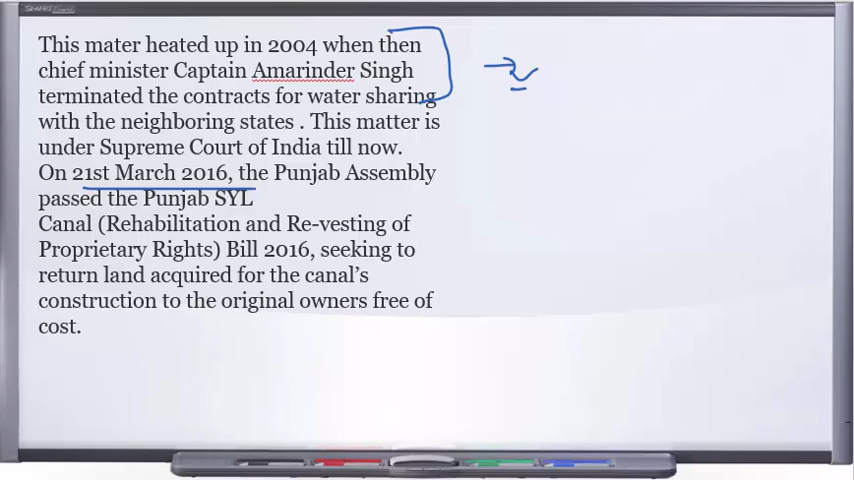 SMART
This mater heated up in 2004 when then
chief minister Captain Amarinder Singh
terminated the contracts for water sharing
with the neighboring states . This matter is
under Supreme Court of India till now.
On 21st March 2016, the Punjab Assembly
passed the Punjab SYL
Canal (Rehabilitation and Re-vesting of
Proprietary Rights) Bill 2016, seeking to
return land acquired for the canal's
construction to the original owners free of
cost.